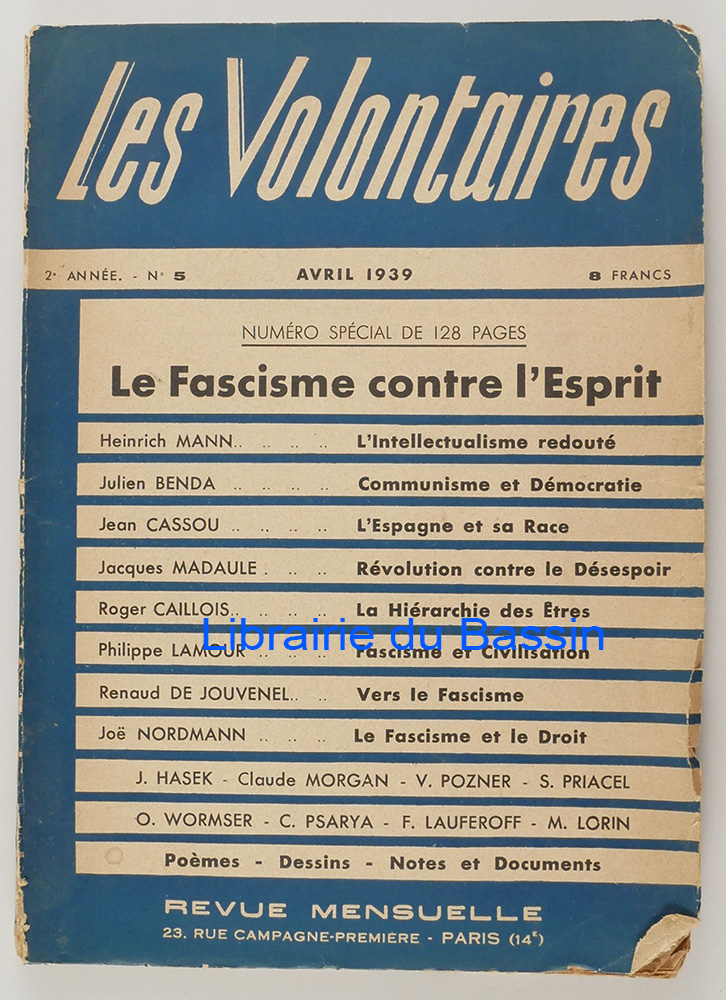 Les Volontaires
2e ANNÉE. - No 5 AVRIL 1939 8 FRANCS
NUMÉRO SPÉCIAL DE 128 PAGES
Le Fascisme contre l'Esprit
Heinrich MANN.. .. .. .. L'Intellectualisme redouté
Julien BENDA .. .. .. .. Communisme et Démocratie
Jean CASSOU .. .. .. .. L'Espagne et sa Race
Jacques MADAULE . .. .. Révolution contre le Désespoir
Roger CAILLOIS.. .. .. .. La Hiérarchie des Êtres
Librairie du Bassin
Philippe LAMOUR .. .. .. Fascisme et Civilisation
Renaud DE JOUVENEL.. .. Vers le Fascisme
Joë NORDMANN .. .. .. Le Fascisme et le Droit
J. HASEK - Claude MORGAN - V. POZNER - S. PRIACEL
O. WORMSER - C. PSARYA - F. LAUFEROFF - M. LORIN
Poèmes - Dessins - Notes et Documents
REVUE MENSUELLE
23, RUE CAMPAGNE-PREMIÈRE - PARIS (14E)